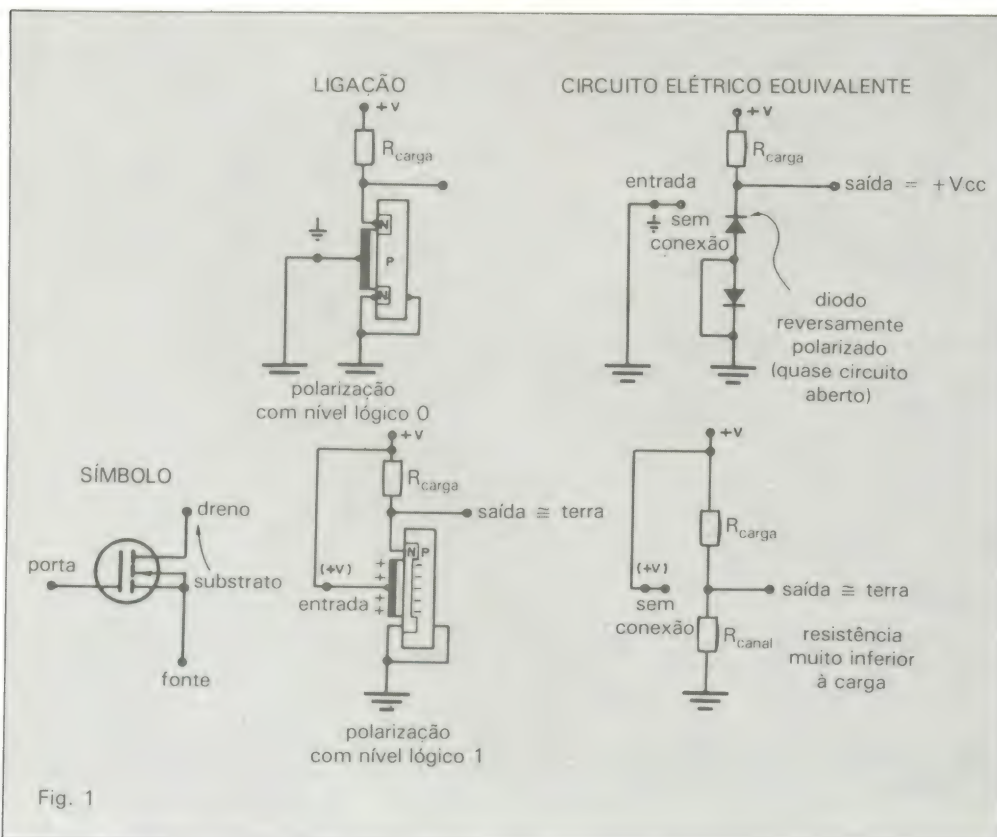 LIGAÇÃO
+V
R carga
N
P
N
polarização
com nível lógico 0
CIRCUITO ELÉTRICO EQUIVALENTE
+V
R carga
entrada
saída = +Vcc
sem
conexão
diodo
reversamente
polarizado
(quase circuito
aberto)
SÍMBOLO
dreno
porta
substrato
fonte
+V
R carga
saída ≅ terra
N P
(+V)
+
+
+
+
entrada
polarização
com nível lógico 1
+V
R carga
(+V)
sem
conexão
saída ≅ terra
R canal
resistência
muito inferior
à carga
Fig. 1